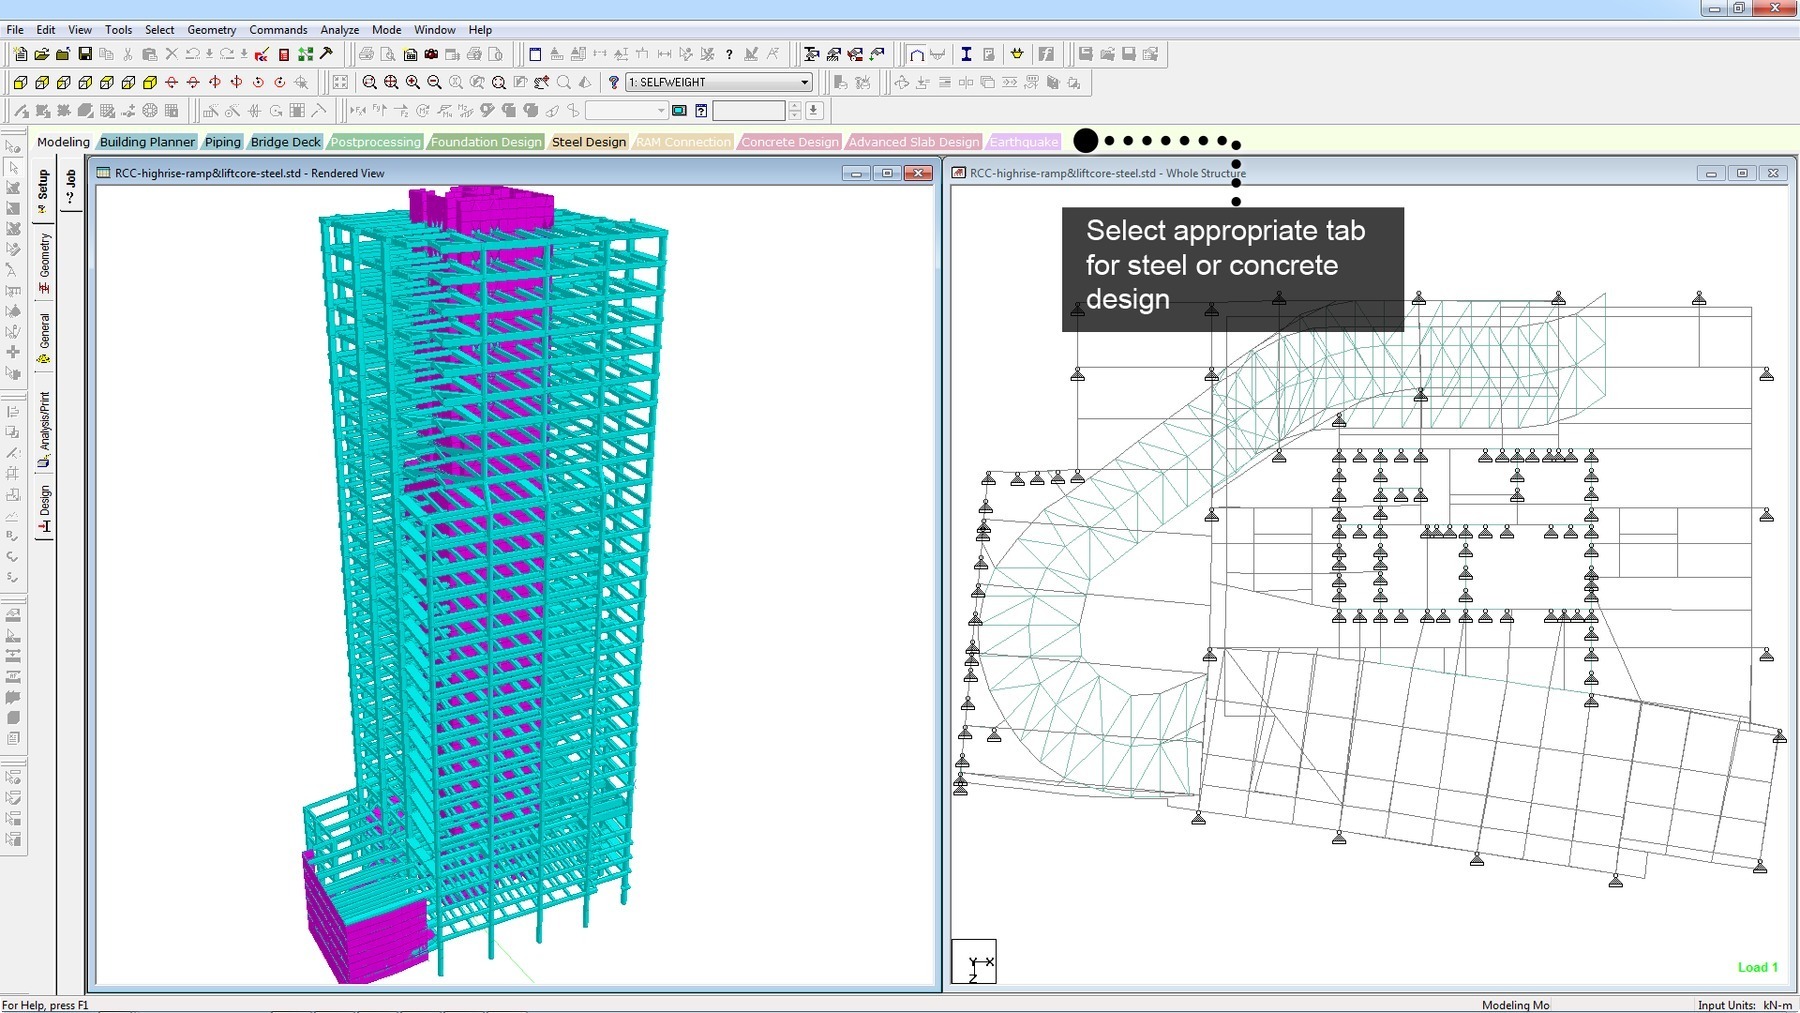 File Edit View Tools Select Geometry Commands Analyze Mode Window Help
1: SELFWEIGHT
Modeling Building Planner Piping Bridge Deck Postprocessing Foundation Design Steel Design RAM Connection Concrete Design Advanced Slab Design Earthquake
RCC-highrise-ramp&liftcore-steel.std - Rendered View
RCC-highrise-ramp&liftcore-steel.std - Whole Structure
Setup
Geometry
General
Analysis/Print
Design
Job
Select appropriate tab
for steel or concrete
design
Y X
Z
Load 1
For Help, press F1
Modeling Mo
Input Units: kN-m